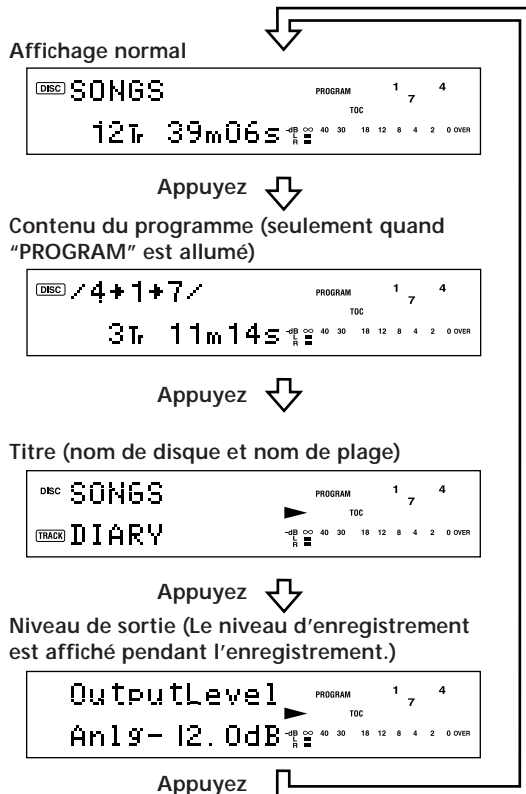 Affichage normal
DISC SONGS PROGRAM 1 7 4
TOC
12Tr 39m06s -dB L R ∞ 40 30 18 12 8 4 2 0 OVER
Appuyez
Contenu du programme (seulement quand
“PROGRAM” est allumé)
DISC /4→1→7/ PROGRAM 1 7 4
TOC
3Tr 11m14s -dB L R ∞ 40 30 18 12 8 4 2 0 OVER
Appuyez
Titre (nom de disque et nom de plage)
DISC SONGS PROGRAM 1 7 4
TOC
TRACK DIARY -dB L R ∞ 40 30 18 12 8 4 2 0 OVER
Appuyez
Niveau de sortie (Le niveau d’enregistrement
est affiché pendant l’enregistrement.)
OutputLevel PROGRAM 1 7 4
TOC
Anlg-12.0dB -dB L R ∞ 40 30 18 12 8 4 2 0 OVER
Appuyez